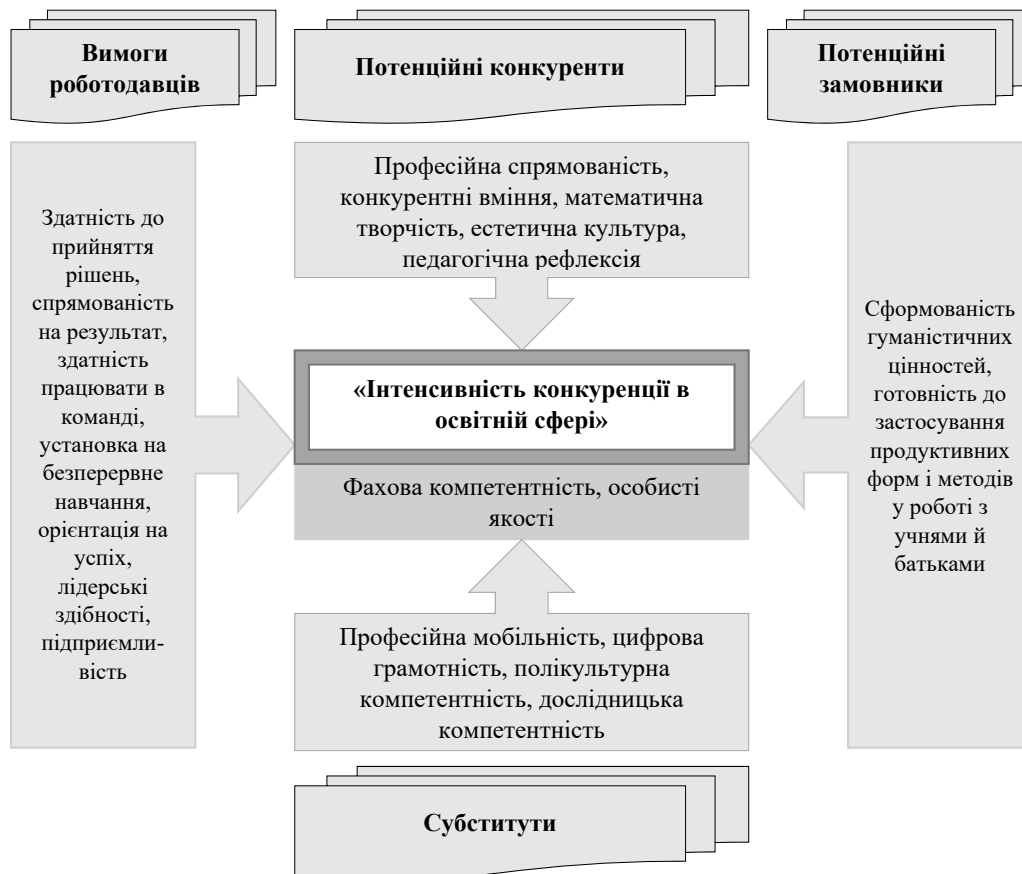 Вимоги
роботодавців
Потенційні конкуренти
Потенційні
замовники
Здатність до
прийняття
рішень,
спрямованість
на результат,
здатність
працювати в
команді,
установка на
безперервне
навчання,
орієнтація на
успіх,
лідерські
здібності,
підприємли-
вість
Професійна спрямованість,
конкурентні вміння, математична
творчість, естетична культура,
педагогічна рефлексія
«Інтенсивність конкуренції в
освітній сфері»
Фахова компетентність, особисті
якості
Професійна мобільність, цифрова
грамотність, полікультурна
компетентність, дослідницька
компетентність
Сформованість
гуманістичних
цінностей,
готовність до
застосування
продуктивних
форм і методів
у роботі з
учнями й
батьками
Субститути